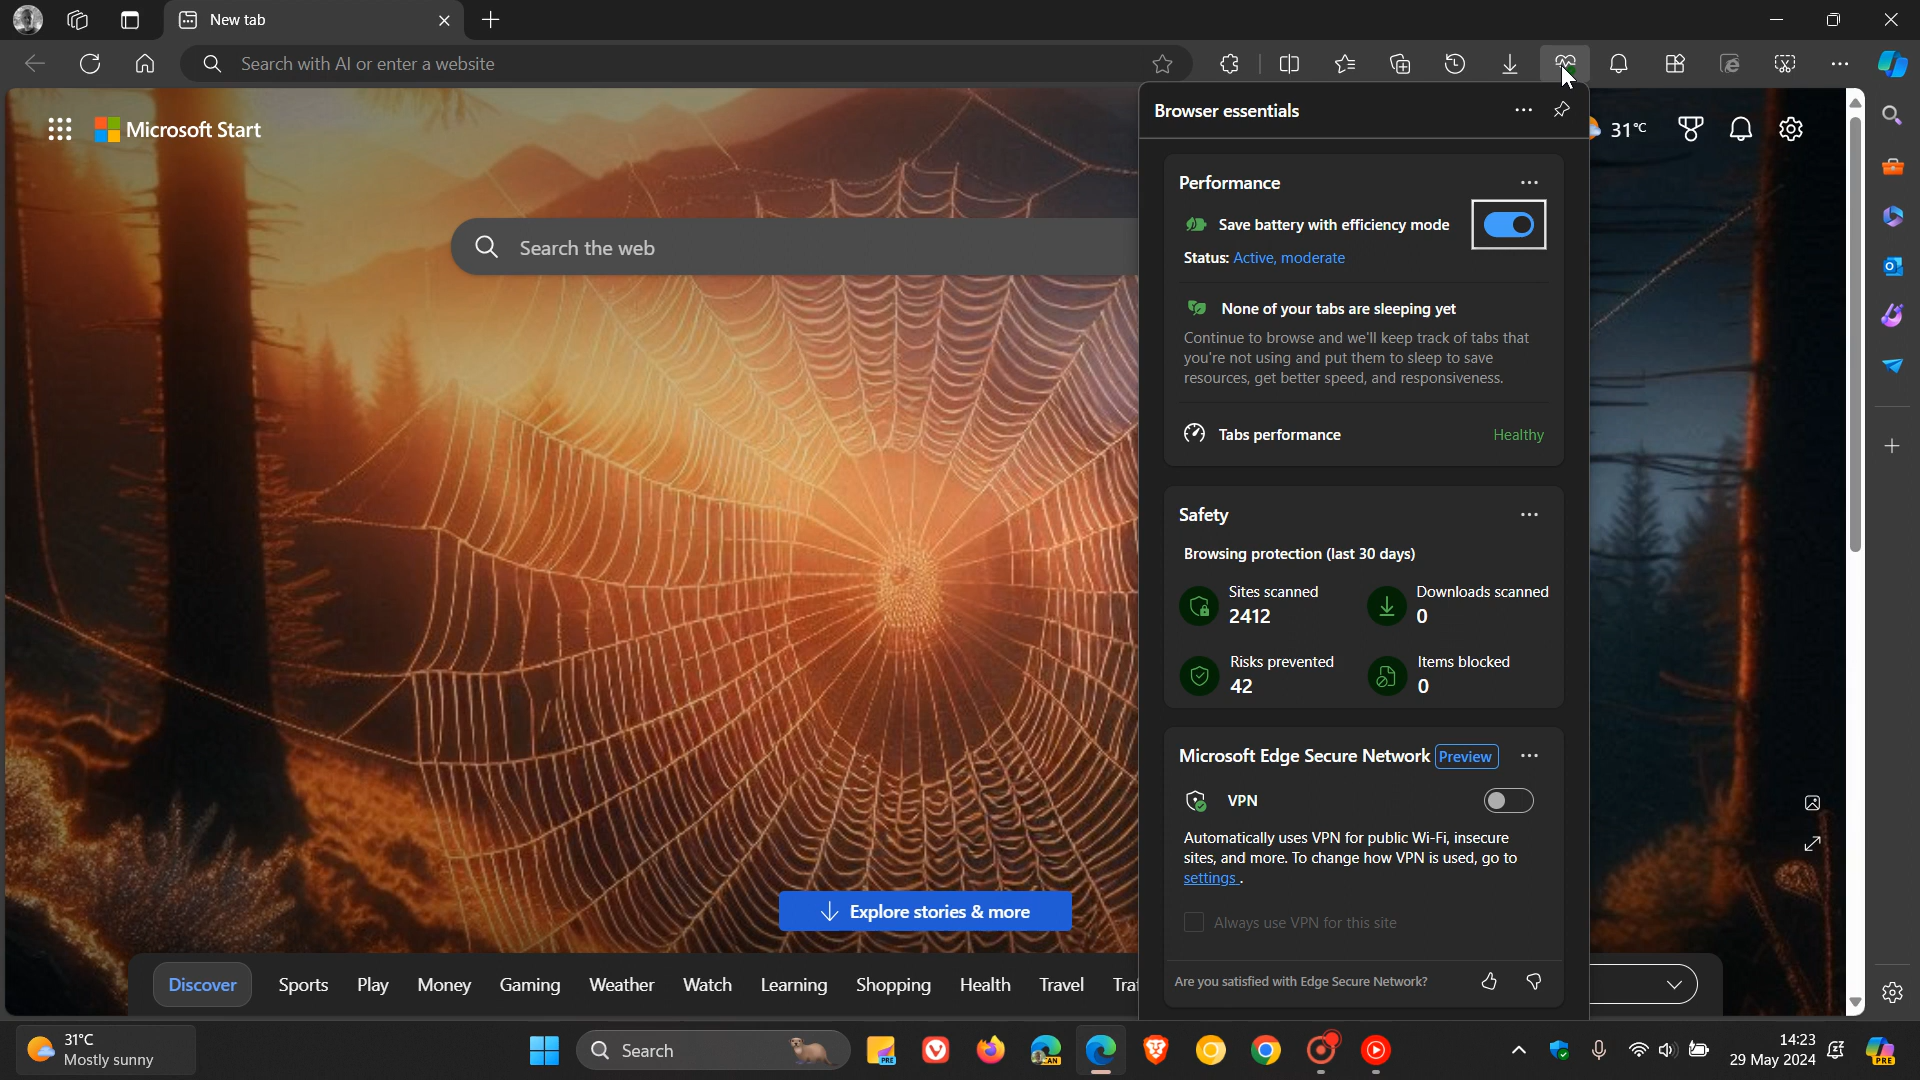 New tab
Search with AI or enter a website
Microsoft Start
31°C
Search the web
Browser essentials
Performance
Save battery with efficiency mode
Status: Active, moderate
None of your tabs are sleeping yet
Continue to browse and we'll keep track of tabs that
you're not using and put them to sleep to save
resources, get better speed, and responsiveness.
Tabs performance Healthy
Safety
Browsing protection (last 30 days)
Sites scanned Downloads scanned
2412 0
Risks prevented Items blocked
42 0
Microsoft Edge Secure Network Preview
VPN
Automatically uses VPN for public Wi-Fi, insecure
sites, and more. To change how VPN is used, go to
settings .
Always use VPN for this site
Are you satisfied with Edge Secure Network?
Explore stories & more
Discover Sports Play Money Gaming Weather Watch Learning Shopping Health Travel Traf
31°C
Mostly sunny
Search
PRE
CAN
14:23
29 May 2024
PRE